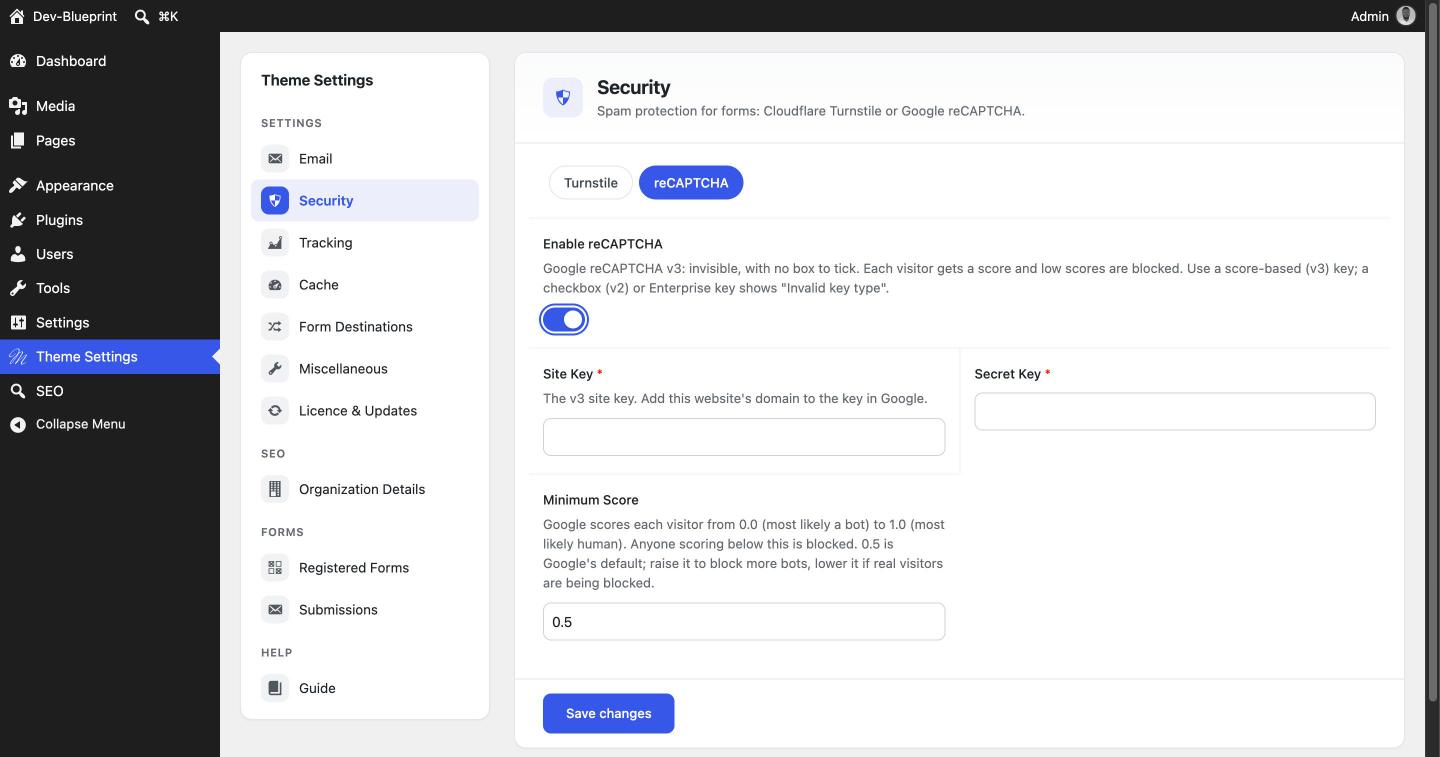 Dev-Blueprint
⌘K
Admin
Dashboard
Media
Pages
Appearance
Plugins
Users
Tools
Settings
Theme Settings
SEO
Collapse Menu
Theme Settings
SETTINGS
Email
Security
Tracking
Cache
Form Destinations
Miscellaneous
Licence & Updates
SEO
Organization Details
FORMS
Registered Forms
Submissions
HELP
Guide
Security
Spam protection for forms: Cloudflare Turnstile or Google reCAPTCHA.
Turnstile
reCAPTCHA
Enable reCAPTCHA
Google reCAPTCHA v3: invisible, with no box to tick. Each visitor gets a score and low scores are blocked. Use a score-based (v3) key; a
checkbox (v2) or Enterprise key shows "Invalid key type".
Site Key *
The v3 site key. Add this website's domain to the key in Google.
Secret Key *
Minimum Score
Google scores each visitor from 0.0 (most likely a bot) to 1.0 (most
likely human). Anyone scoring below this is blocked. 0.5 is
Google's default; raise it to block more bots, lower it if real visitors
are being blocked.
0.5
Save changes